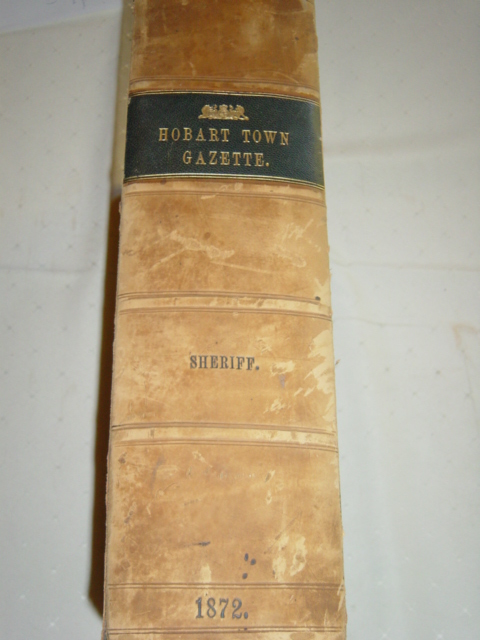 HOBART TOWN
GAZETTE.
SHERIFF.
1872.